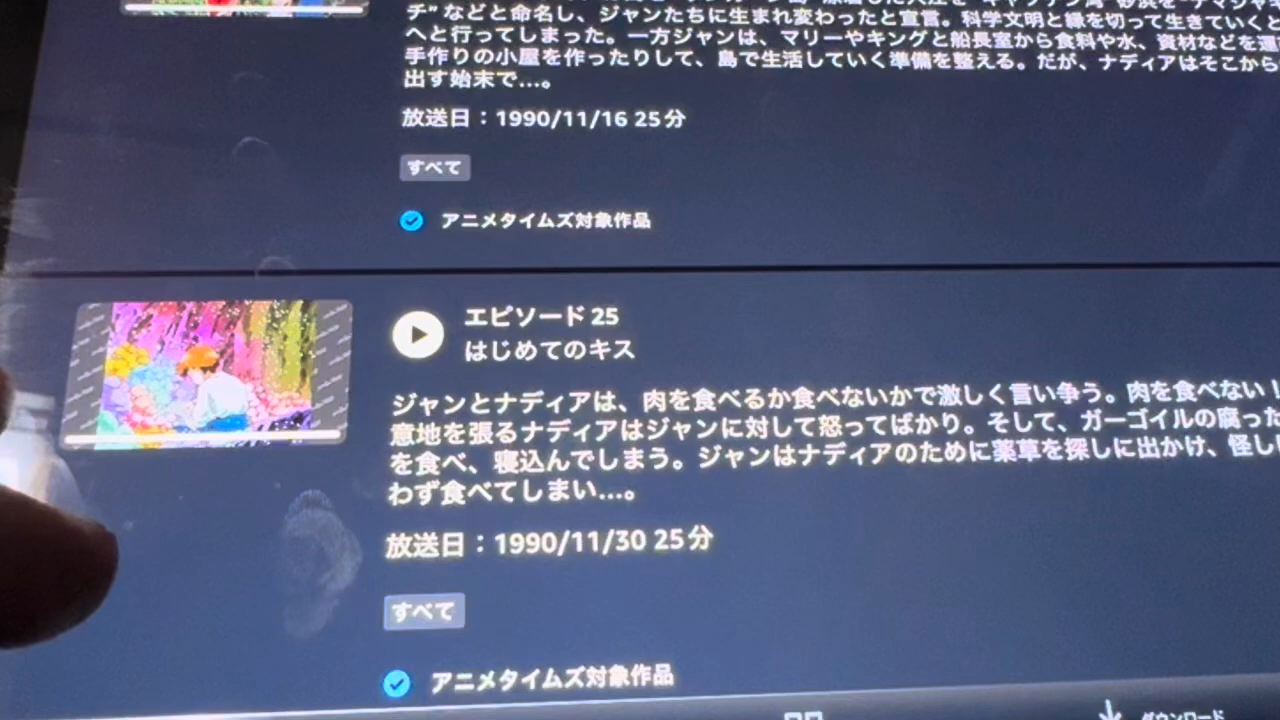 チ"などと命名し、ジャンたちに生まれ変わったと宣言。科学文明と縁を切って生きていくと
へと行ってしまった。一方ジャンは、マリーやキングと船長室から食料や水、資材などを運
手作りの小屋を作ったりして、島で生活していく準備を整える。だが、ナディアはそこから
出す始末で…。
放送日：1990/11/16 25分
すべて
アニメタイムズ対象作品
エピソード 25
はじめてのキス
ジャンとナディアは、肉を食べるか食べないかで激しく言い争う。肉を食べない！
意地を張るナディアはジャンに対して怒ってばかり。そして、ガーゴイルの腐った
を食べ、寝込んでしまう。ジャンはナディアのために薬草を探しに出かけ、怪し
わず食べてしまい…。
放送日：1990/11/30 25分
すべて
アニメタイムズ対象作品
ダウンロード